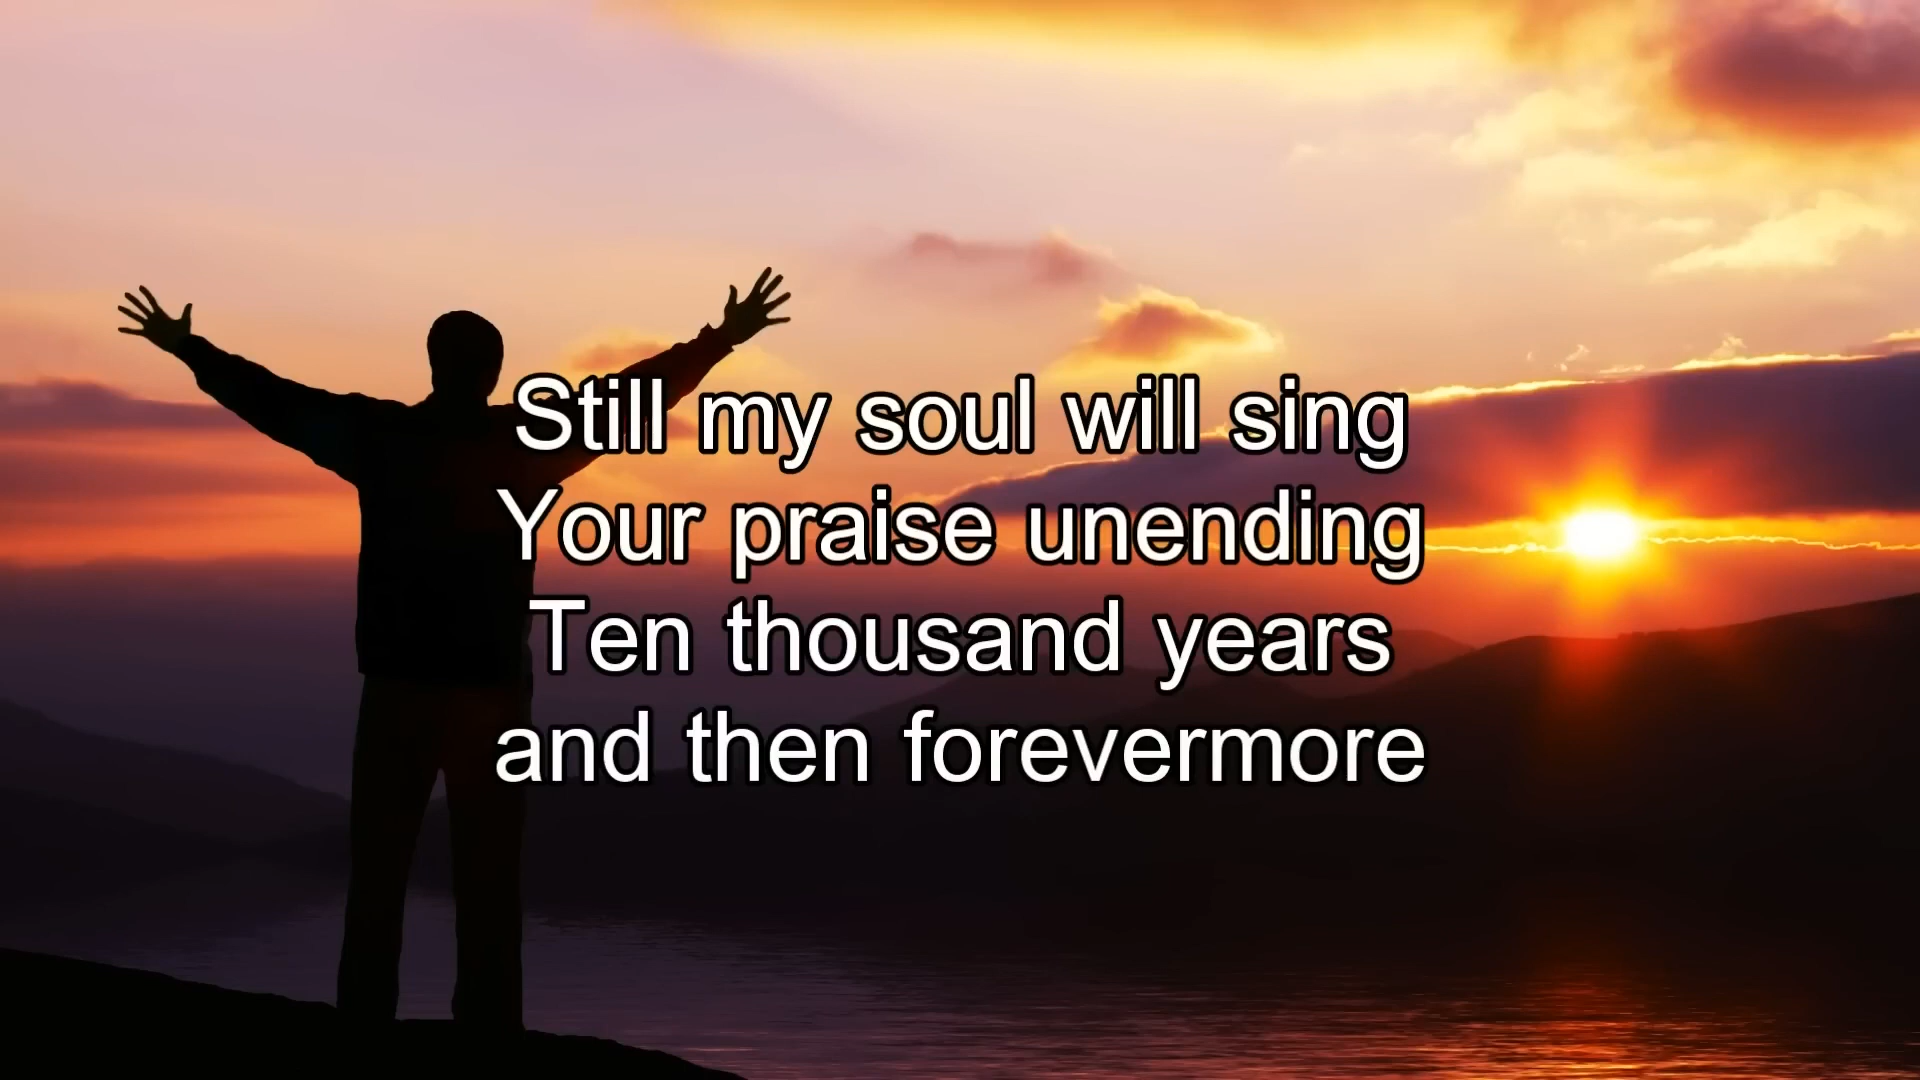 Still my soul will sing
Your praise unending
Ten thousand years
and then forevermore